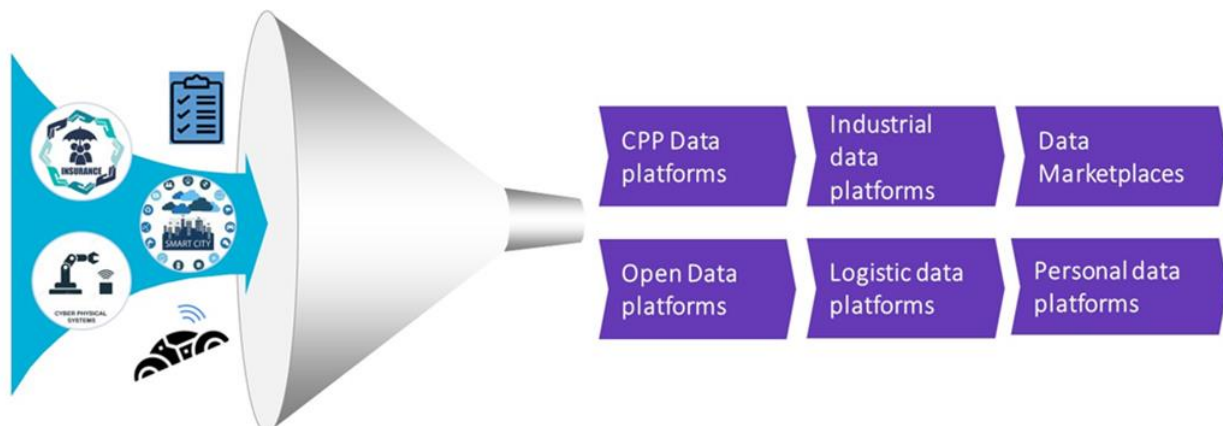 INSURANCE
SMART CITY
CYBER PHYSICAL
SYSTEMS
CPP Data
platforms
Industrial
data
platforms
Data
Marketplaces
Open Data
platforms
Logistic data
platforms
Personal data
platforms